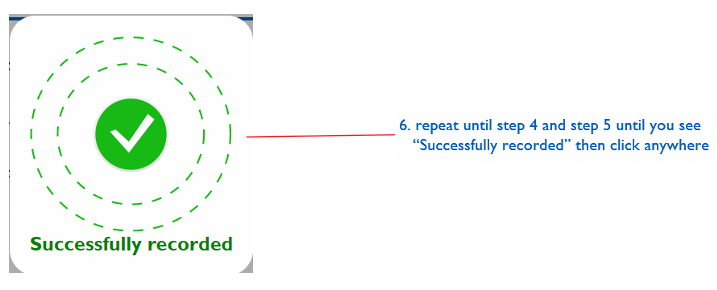 6. repeat until step 4 and step 5 until you see
“Successfully recorded” then click anywhere
Successfully recorded